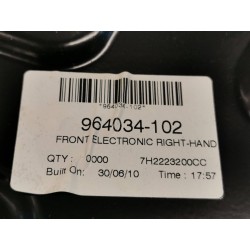 *964034-102*
964034-102
FRONT ELECTRONIC RIGHT-HAND
QTY : 0000 7H2223200CC
Built On: 30/06/10 Time : 17:57